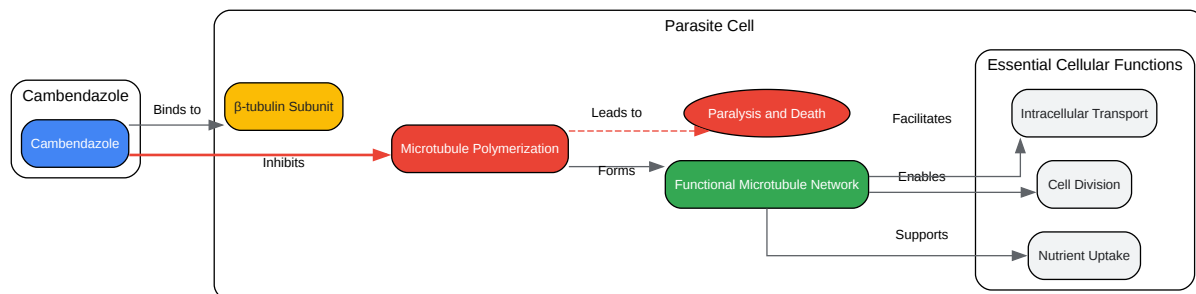 Parasite Cell
Cambendazole
Cambendazole
Binds to
Inhibits
β-tubulin Subunit
Microtubule Polymerization
Leads to
Forms
Paralysis and Death
Functional Microtubule Network
Facilitates
Enables
Supports
Essential Cellular Functions
Intracellular Transport
Cell Division
Nutrient Uptake